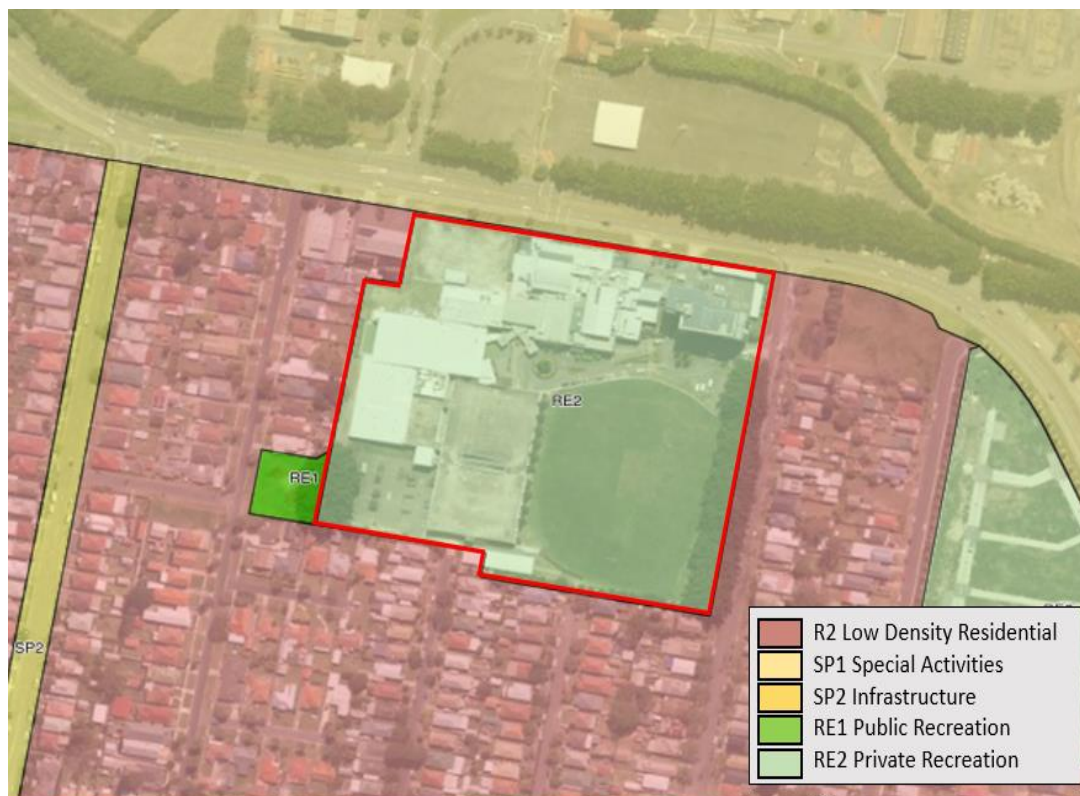 RE2
RE1
SP2
R2 Low Density Residential
SP1 Special Activities
SP2 Infrastructure
RE1 Public Recreation
RE2 Private Recreation